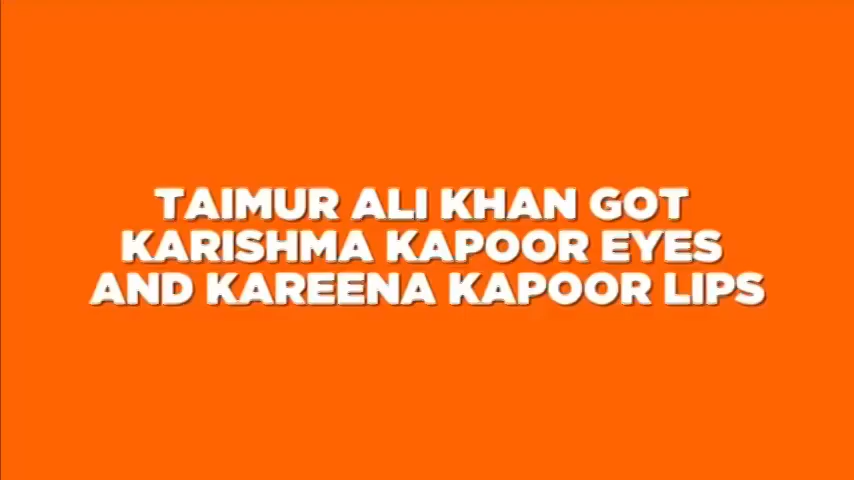 TAIMUR ALI KHAN GOT
KARISHMA KAPOOR EYES
AND KAREENA KAPOOR LIPS